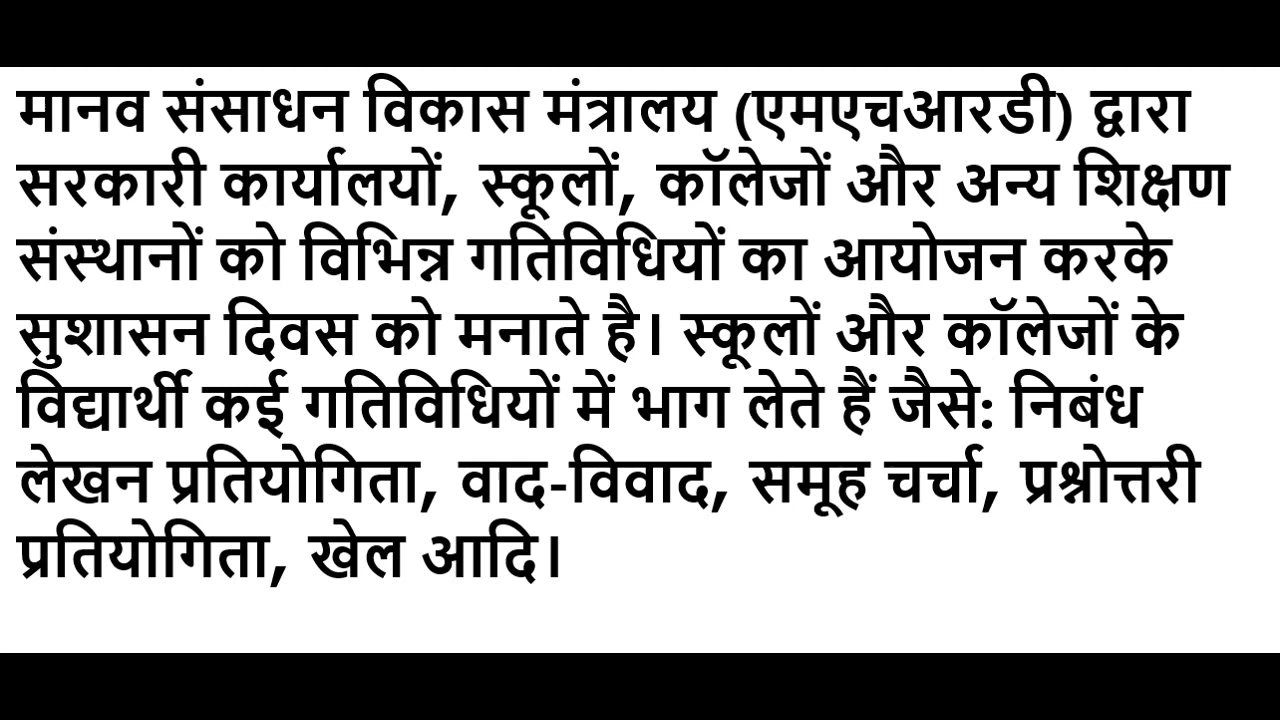 मानव संसाधन विकास मंत्रालय (एमएचआरडी) द्वारा
सरकारी कार्यालयों, स्कूलों, कॉलेजों और अन्य शिक्षण
संस्थानों को विभिन्न गतिविधियों का आयोजन करके
सुशासन दिवस को मनाते है। स्कूलों और कॉलेजों के
विद्यार्थी कई गतिविधियों में भाग लेते हैं जैसे: निबंध
लेखन प्रतियोगिता, वाद-विवाद, समूह चर्चा, प्रश्नोत्तरी
प्रतियोगिता, खेल आदि।